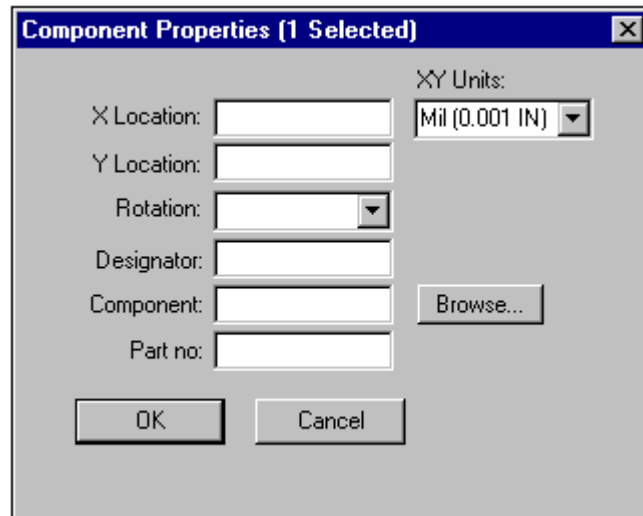 Component Properties (1 Selected)
XY Units:
X Location:
Mil (0.001 IN)
Y Location:
Rotation:
Designator:
Component:
Browse...
Part no:
OK
Cancel